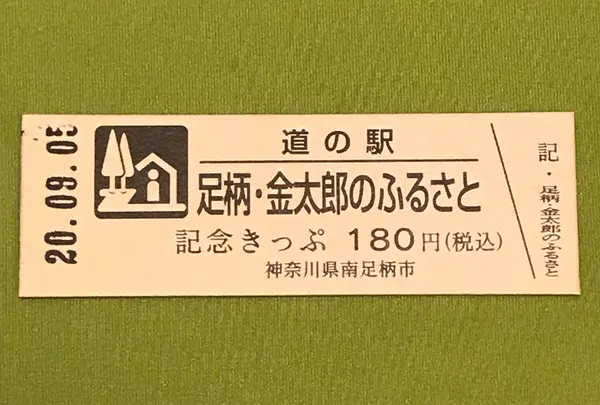 20.09.05
道の駅
足柄・金太郎のふるさと
記念きっぷ 180円(税込)
神奈川県南足柄市
記・足柄・金太郎のふるさと